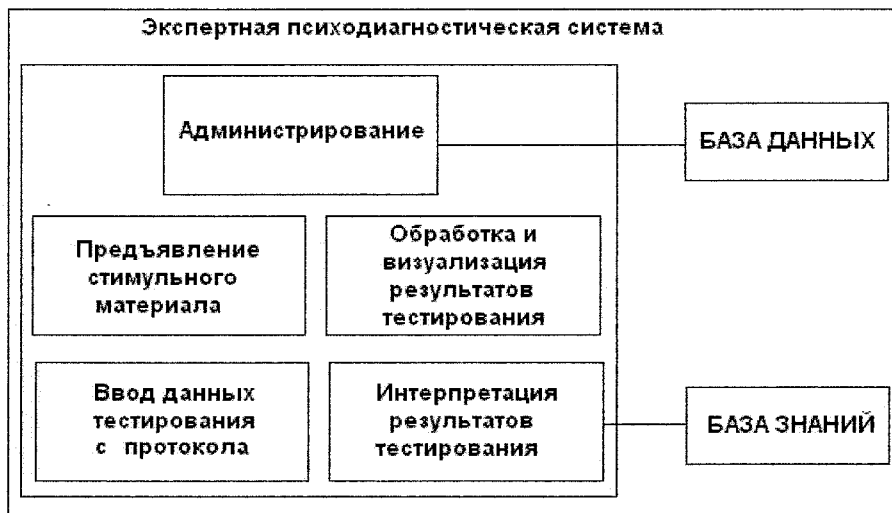 Экспертная психодиагностическая система
Администрирование
БАЗА ДАННЫХ
Предъявление
стимульного
материала
Обработка и
визуализация
результатов
тестирования
Ввод данных
тестирования
с протокола
Интерпретация
результатов
тестирования
БАЗА ЗНАНИЙ